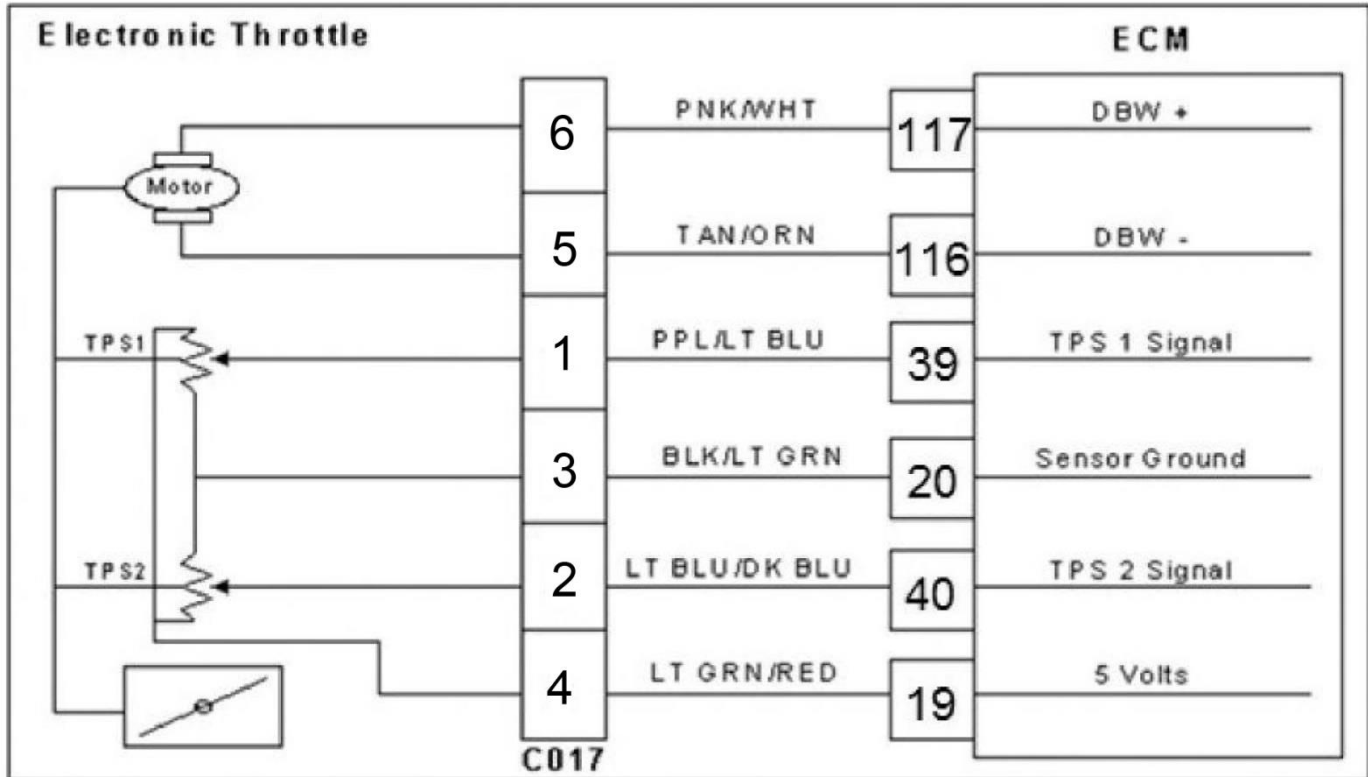 Electronic Throttle
ECM
6 PNK/WHT 117 DBW +
Motor
5 TAN/ORN 116 DBW -
TPS1 1 PPL/LT BLU 39 TPS 1 Signal
3 BLK/LT GRN 20 Sensor Ground
TPS2 2 LT BLU/DK BLU 40 TPS 2 Signal
4 LT GRN/RED 19 5 Volts
C017